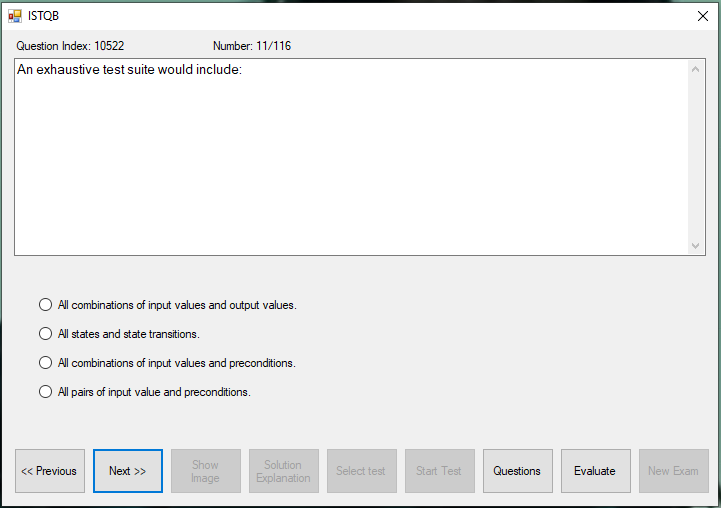 ISTQB
Question Index: 10522 Number: 11/116
An exhaustive test suite would include:
All combinations of input values and output values.
All states and state transitions.
All combinations of input values and preconditions.
All pairs of input value and preconditions.
<< Previous
Next >>
Show
Image
Solution
Explanation
Select test
Start Test
Questions
Evaluate
New Exam